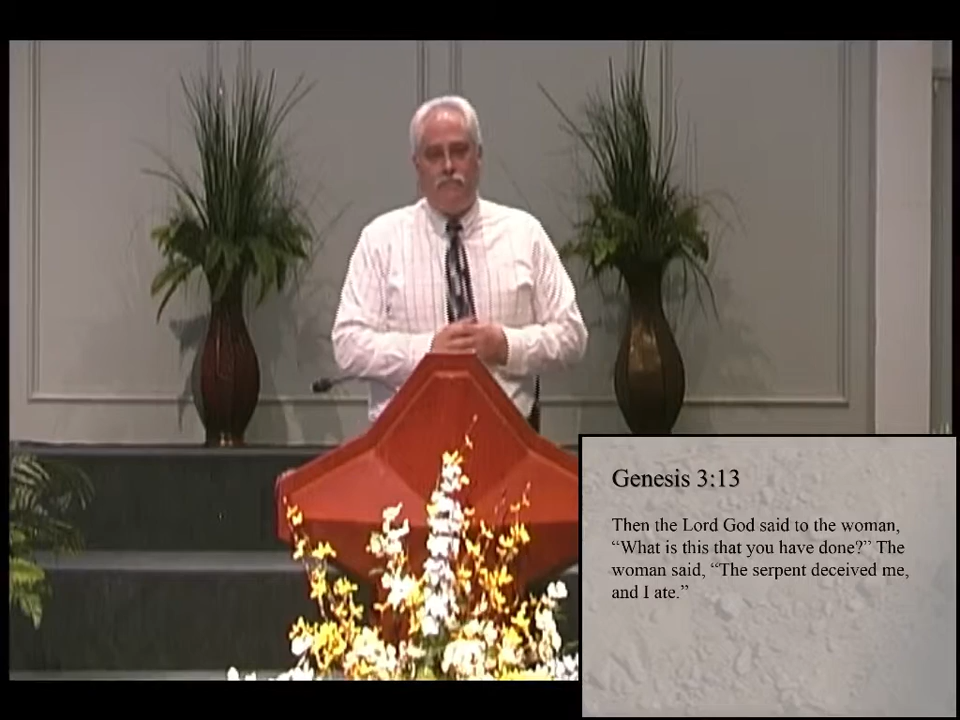 Genesis 3:13
Then the Lord God said to the woman,
“What is this that you have done?” The
woman said, “The serpent deceived me,
and I ate.”